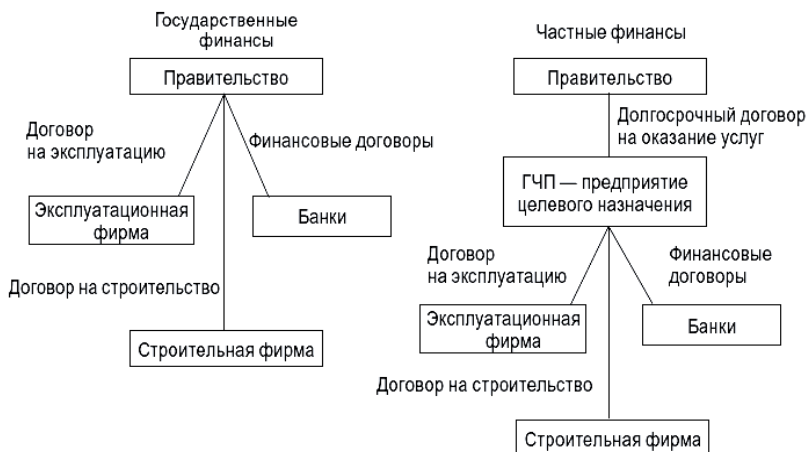 Государственные
финансы
Правительство
Договор
на эксплуатацию
Финансовые договоры
Эксплуатационная
фирма
Банки
Договор на строительство
Строительная фирма
Частные финансы
Правительство
Долгосрочный договор
на оказание услуг
ГЧП — предприятие
целевого назначения
Договор
на эксплуатацию
Финансовые
договоры
Эксплуатационная
фирма
Банки
Договор на строительство
Строительная фирма